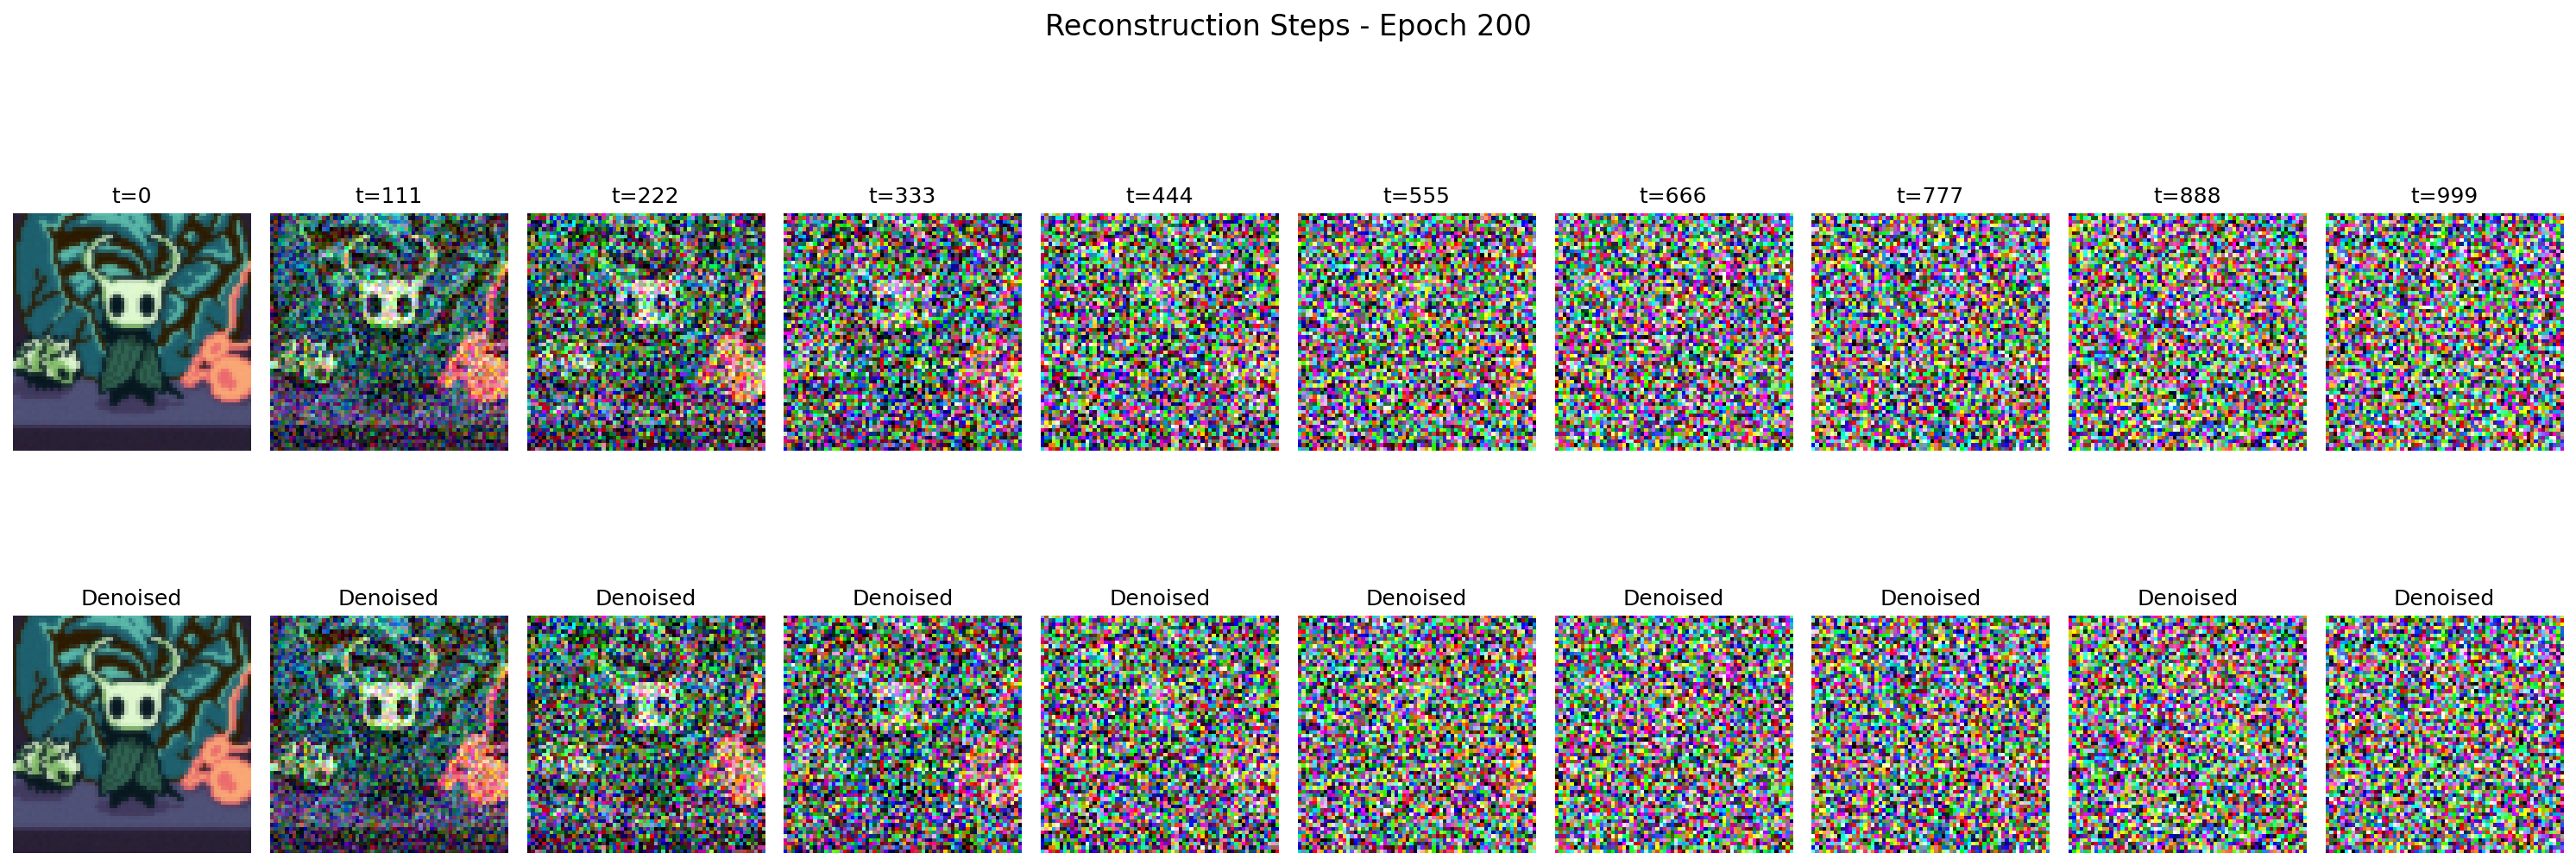 Reconstruction Steps - Epoch 200
t=0 t=111 t=222 t=333 t=444 t=555 t=666 t=777 t=888 t=999
Denoised Denoised Denoised Denoised Denoised Denoised Denoised Denoised Denoised Denoised